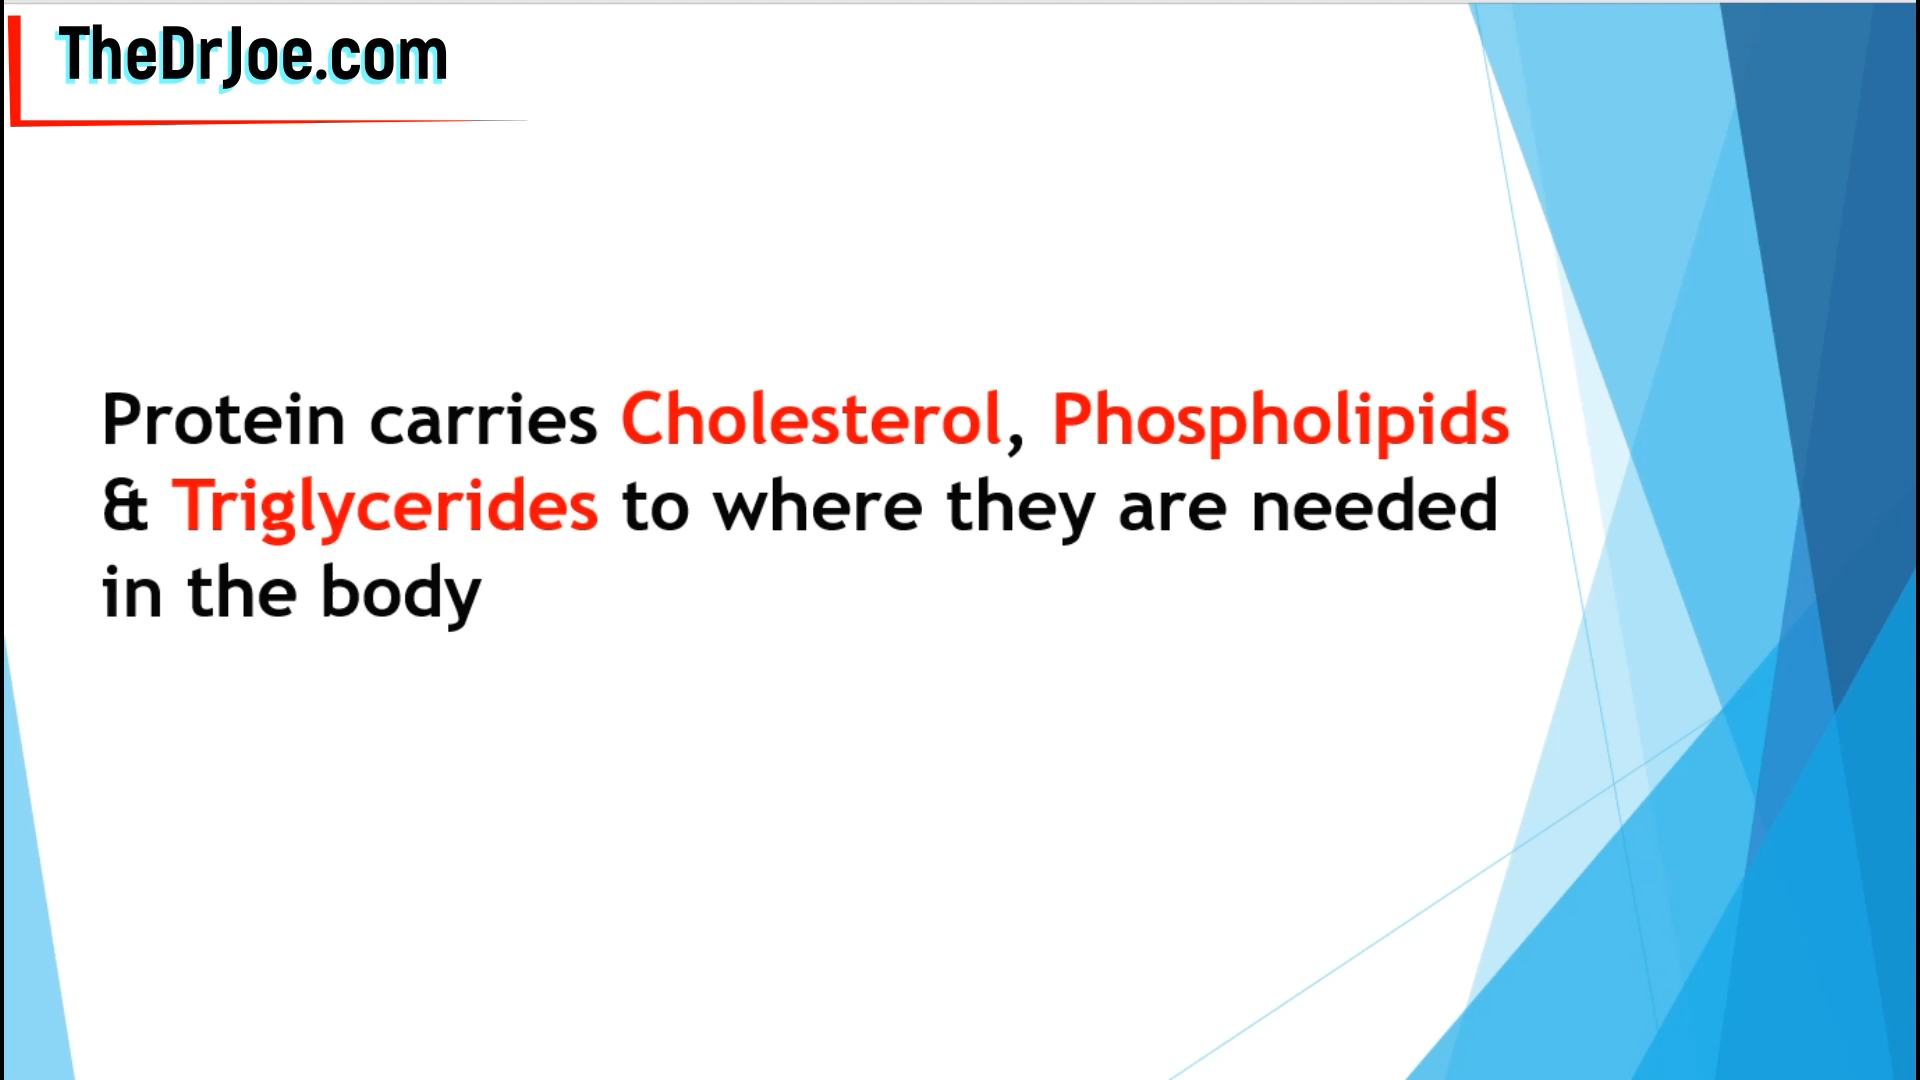 TheDrJoe.com
Protein carries Cholesterol, Phospholipids
& Triglycerides to where they are needed
in the body